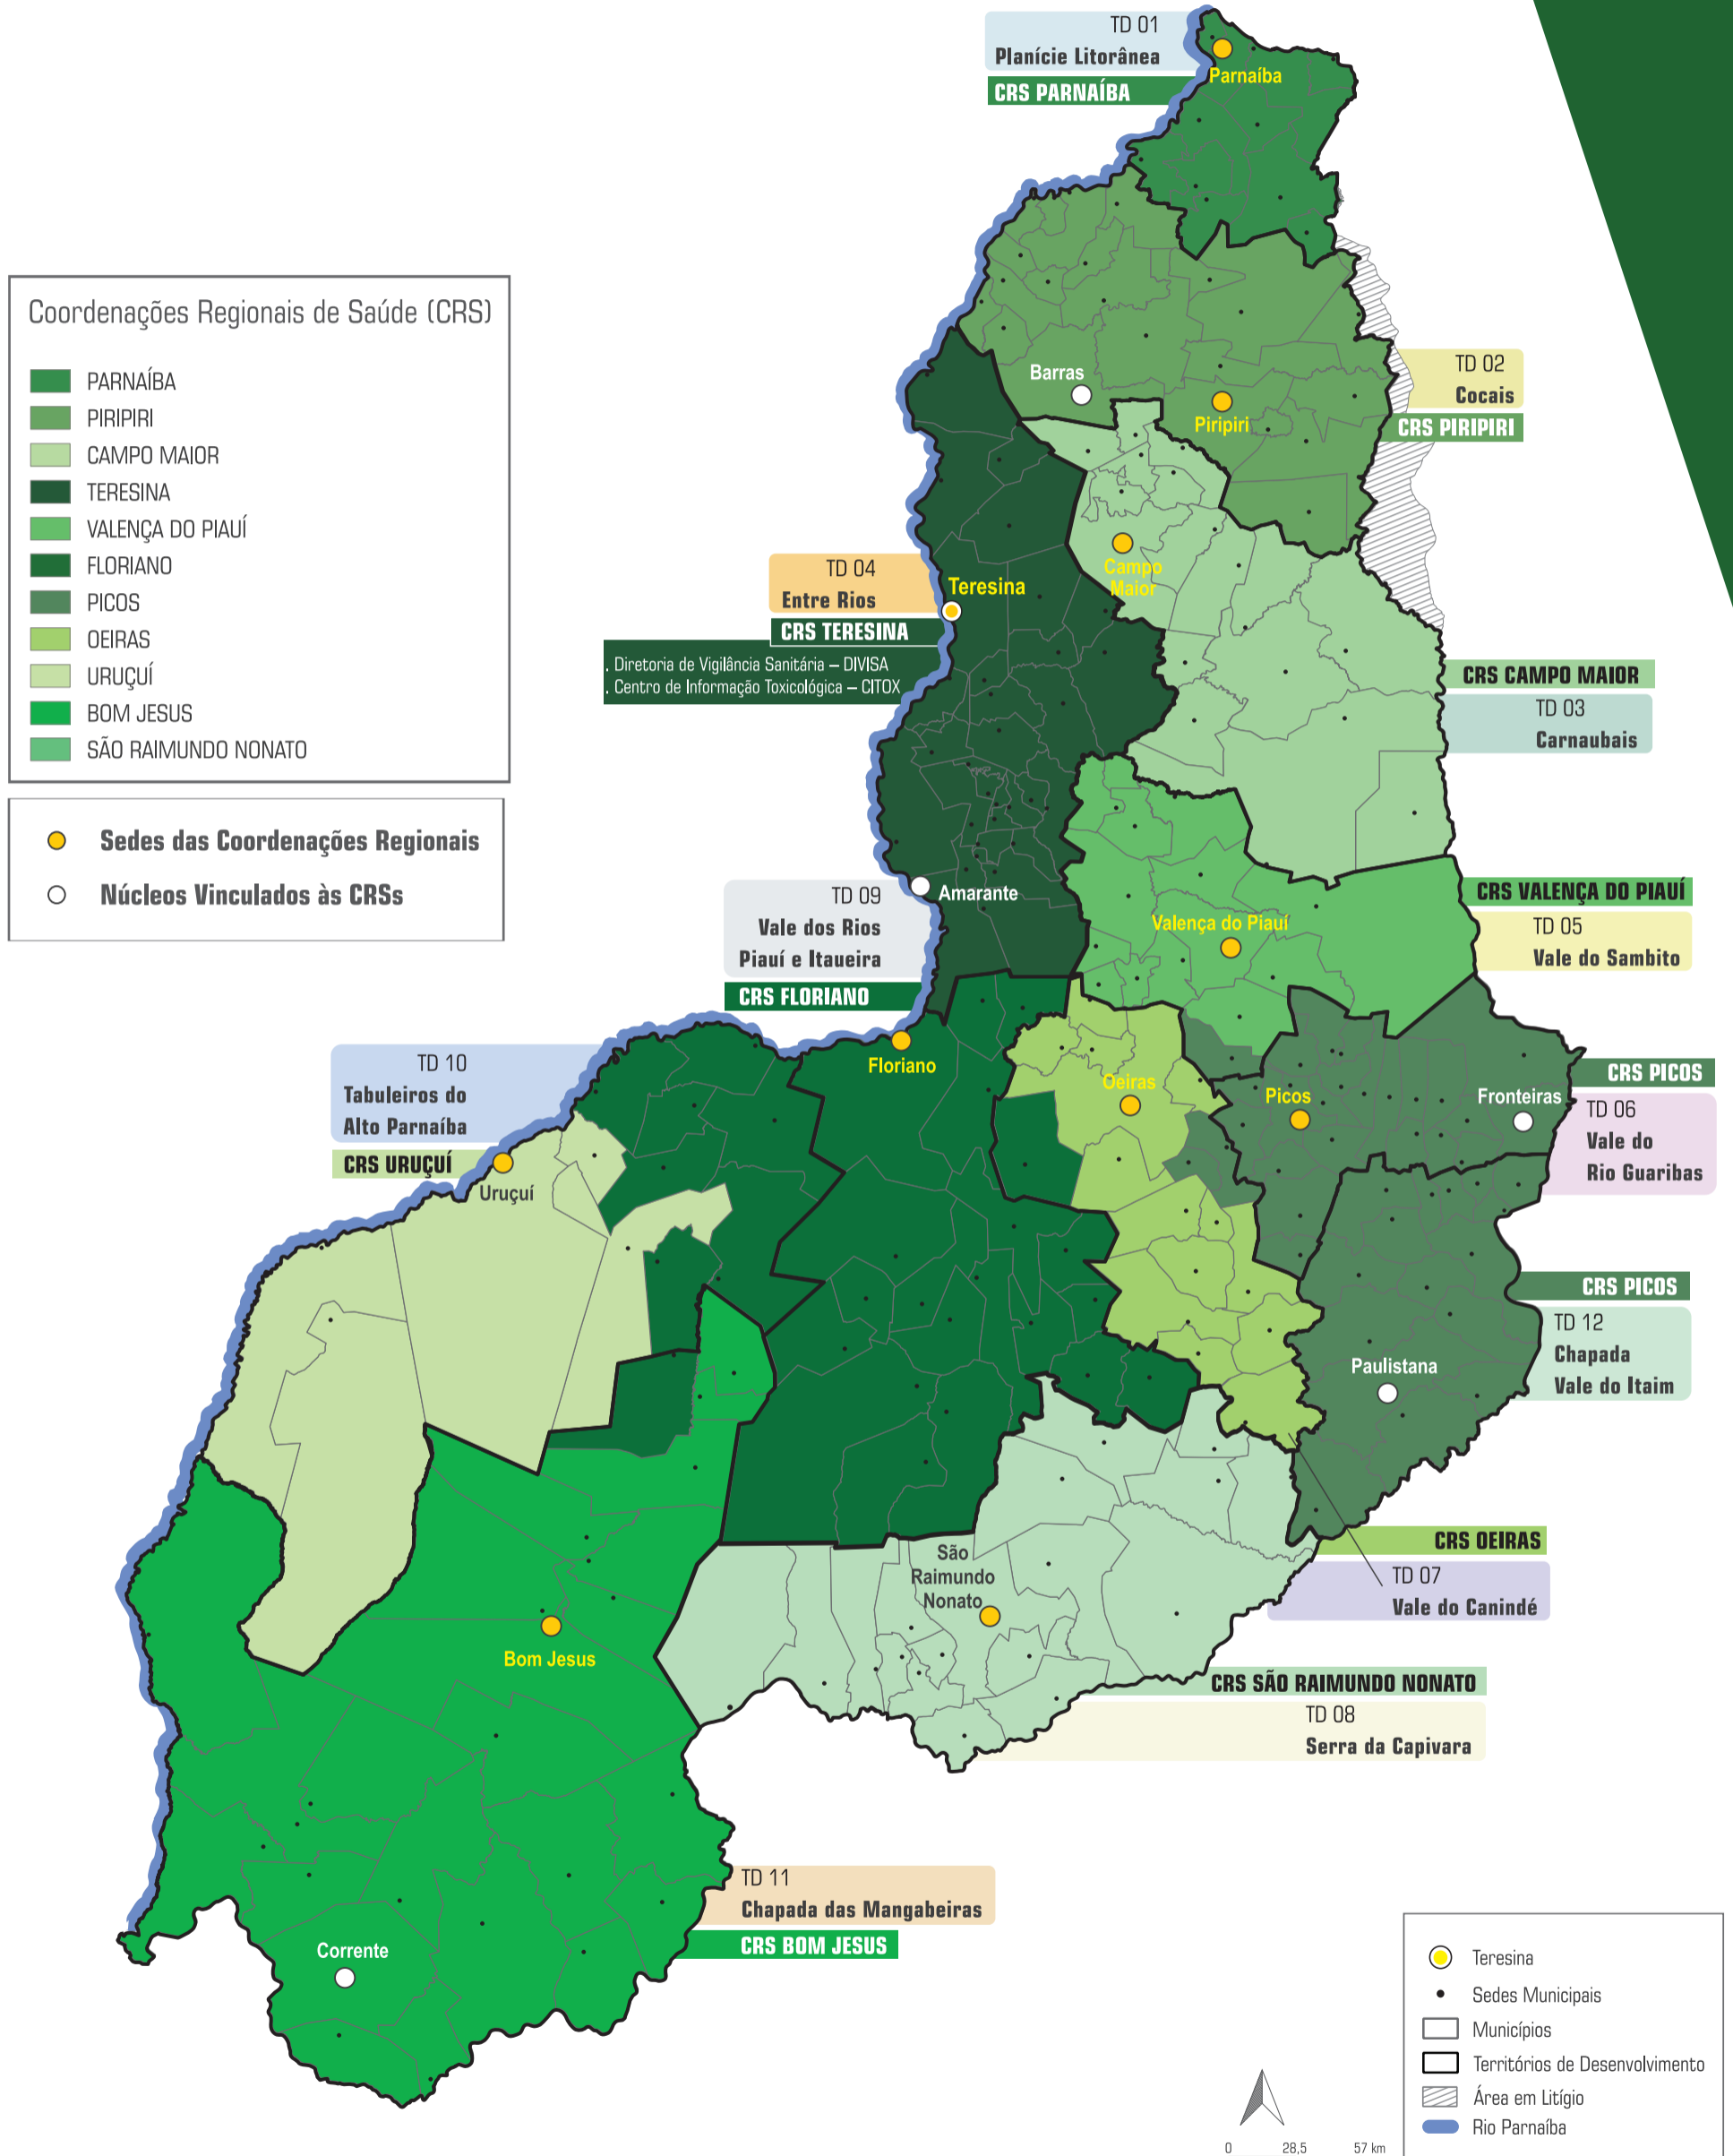 TD 01
Planície Litorânea
CRS PARNAÍBA
Parnaíba
Coordenações Regionais de Saúde (CRS)
PARNAÍBA
PIRIPIRI
CAMPO MAIOR
TERESINA
VALENÇA DO PIAUÍ
FLORIANO
PICOS
OEIRAS
URUÇUÍ
BOM JESUS
SÃO RAIMUNDO NONATO
Sedes das Coordenações Regionais
Núcleos Vinculados às CRSs
Barras
Piripiri
TD 02
Cocais
CRS PIRIPIRI
Campo
Maior
TD 04
Entre Rios
CRS TERESINA
. Diretoria de Vigilância Sanitária – DIVISA
. Centro de Informação Toxicológica – CITOX
Teresina
CRS CAMPO MAIOR
TD 03
Carnaubais
TD 09
Vale dos Rios
Piauí e Itaueira
CRS FLORIANO
Amarante
Valença do Piauí
CRS VALENÇA DO PIAUÍ
TD 05
Vale do Sambito
Floriano
TD 10
Tabuleiros do
Alto Parnaíba
CRS URUÇUÍ
Uruçuí
Oeiras
Picos
Fronteiras
CRS PICOS
TD 06
Vale do
Rio Guaribas
CRS PICOS
TD 12
Chapada
Vale do Itaim
Paulistana
CRS OEIRAS
TD 07
Vale do Canindé
São
Raimundo
Nonato
Bom Jesus
CRS SÃO RAIMUNDO NONATO
TD 08
Serra da Capivara
TD 11
Chapada das Mangabeiras
CRS BOM JESUS
Corrente
Teresina
Sedes Municipais
Municípios
Territórios de Desenvolvimento
Área em Litígio
Rio Parnaíba
0 28,5 57 km